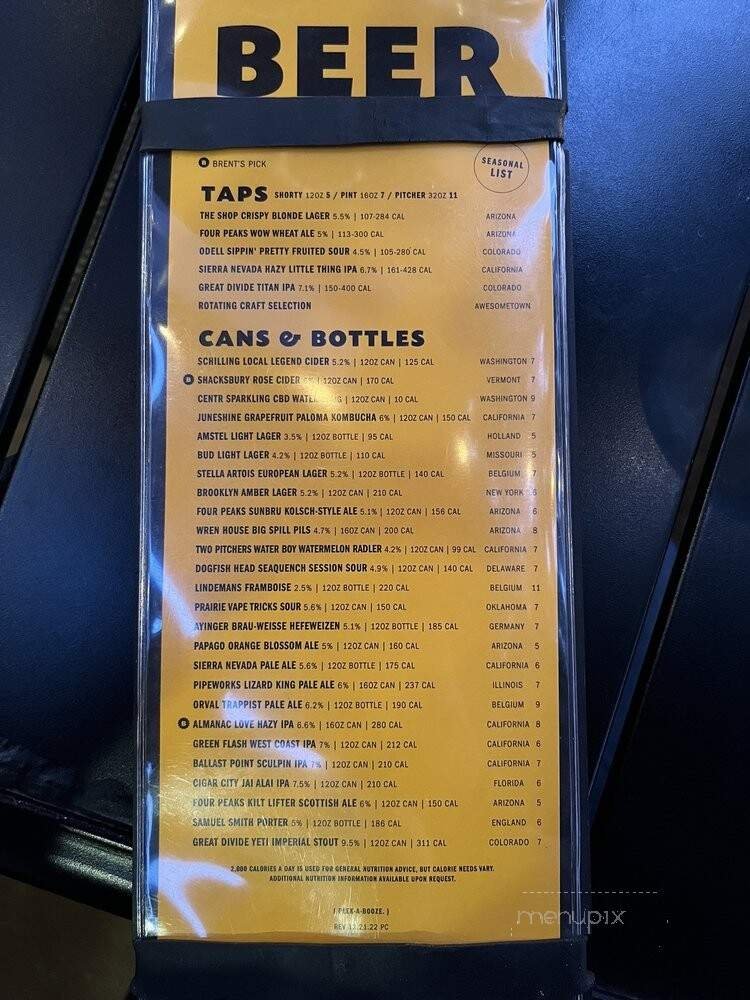 BEER
B BRENT'S PICK
SEASONAL
LIST
TAPS SHORTY 12OZ 5 / PINT 16OZ 7 / PITCHER 32OZ 11
THE SHOP CRISPY BLONDE LAGER 5.5% | 107-284 CAL ARIZONA
FOUR PEAKS WOW WHEAT ALE 5% | 113-300 CAL ARIZONA
ODELL SIPPIN' PRETTY FRUITED SOUR 4.5% | 105-280 CAL COLORADO
SIERRA NEVADA HAZY LITTLE THING IPA 6.7% | 161-428 CAL CALIFORNIA
GREAT DIVIDE TITAN IPA 7.1% | 150-400 CAL COLORADO
ROTATING CRAFT SELECTION AWESOMETOWN
CANS & BOTTLES
SCHILLING LOCAL LEGEND CIDER 5.2% | 12OZ CAN | 125 CAL WASHINGTON 7
B SHACKSBURY ROSE CIDER | 12OZ CAN | 170 CAL VERMONT 7
CENTR SPARKLING CBD WATER | 12OZ CAN | 10 CAL WASHINGTON 9
JUNESHINE GRAPEFRUIT PALOMA KOMBUCHA 6% | 12OZ CAN | 150 CAL CALIFORNIA 7
AMSTEL LIGHT LAGER 3.5% | 12OZ BOTTLE | 95 CAL HOLLAND 5
BUD LIGHT LAGER 4.2% | 12OZ BOTTLE | 110 CAL MISSOURI 5
STELLA ARTOIS EUROPEAN LAGER 5.2% | 12OZ BOTTLE | 140 CAL BELGIUM 7
BROOKLYN AMBER LAGER 5.2% | 12OZ CAN | 210 CAL NEW YORK 6
FOUR PEAKS SUNBRU KOLSCH-STYLE ALE 5.1% | 12OZ CAN | 156 CAL ARIZONA 6
WREN HOUSE BIG SPILL PILS 4.7% | 16OZ CAN | 200 CAL ARIZONA 8
TWO PITCHERS WATER BOY WATERMELON RADLER 4.2% | 12OZ CAN | 99 CAL CALIFORNIA 7
DOGFISH HEAD SEAQUENCH SESSION SOUR 4.9% | 12OZ CAN | 140 CAL DELAWARE 7
LINDEMANS FRAMBOISE 2.5% | 12OZ BOTTLE | 220 CAL BELGIUM 11
PRAIRIE VAPE TRICKS SOUR 5.6% | 12OZ CAN | 150 CAL OKLAHOMA 7
AYINGER BRAU-WEISSE HEFEWEIZEN 5.1% | 12OZ BOTTLE | 185 CAL GERMANY 7
PAPAGO ORANGE BLOSSOM ALE 5% | 12OZ CAN | 160 CAL ARIZONA 5
SIERRA NEVADA PALE ALE 5.6% | 12OZ BOTTLE | 175 CAL CALIFORNIA 6
PIPEWORKS LIZARD KING PALE ALE 6% | 16OZ CAN | 237 CAL ILLINOIS 7
ORVAL TRAPPIST PALE ALE 6.2% | 12OZ BOTTLE | 190 CAL BELGIUM 9
B ALMANAC LOVE HAZY IPA 6.6% | 16OZ CAN | 280 CAL CALIFORNIA 8
GREEN FLASH WEST COAST IPA 7% | 12OZ CAN | 212 CAL CALIFORNIA 6
BALLAST POINT SCULPIN IPA 7% | 12OZ CAN | 210 CAL CALIFORNIA 7
CIGAR CITY JAI ALAI IPA 7.5% | 12OZ CAN | 210 CAL FLORIDA 6
FOUR PEAKS KILT LIFTER SCOTTISH ALE 6% | 12OZ CAN | 150 CAL ARIZONA 5
SAMUEL SMITH PORTER 5% | 12OZ BOTTLE | 186 CAL ENGLAND 6
GREAT DIVIDE YETI IMPERIAL STOUT 9.5% | 12OZ CAN | 311 CAL COLORADO 7
2,000 CALORIES A DAY IS USED FOR GENERAL NUTRITION ADVICE, BUT CALORIE NEEDS VARY.
ADDITIONAL NUTRITION INFORMATION AVAILABLE UPON REQUEST.
( PEEK-A-BOOZE. )
REV 12.21.22 PC
menupix